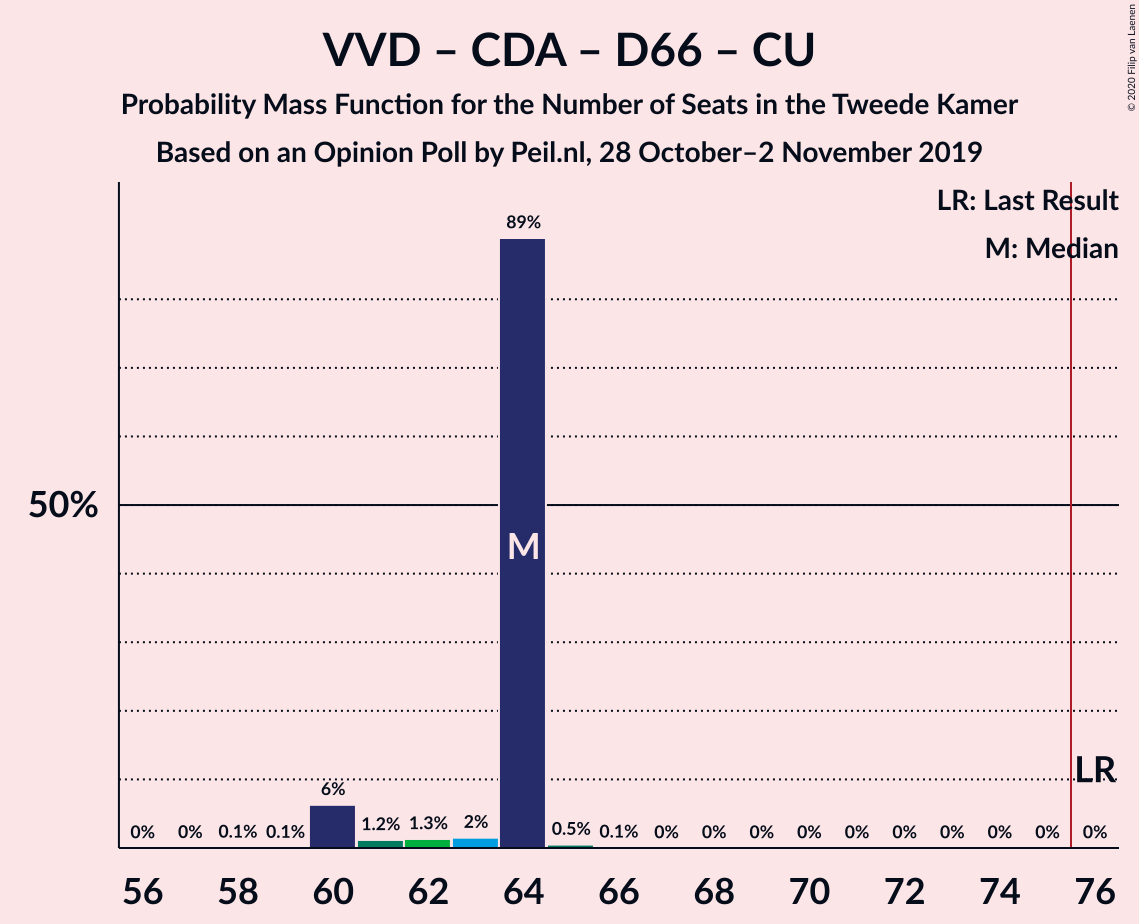 VVD – CDA – D66 – CU
Probability Mass Function for the Number of Seats in the Tweede Kamer
Based on an Opinion Poll by Peil.nl, 28 October–2 November 2019
© 2020 Filip van Laenen
LR: Last Result
M: Median
89%
50%
M
LR
6%
0% 0% 0.1% 0.1% 1.2% 1.3% 2% 0.5% 0.1% 0% 0% 0% 0% 0% 0% 0% 0% 0% 0%
56 58 60 62 64 66 68 70 72 74 76